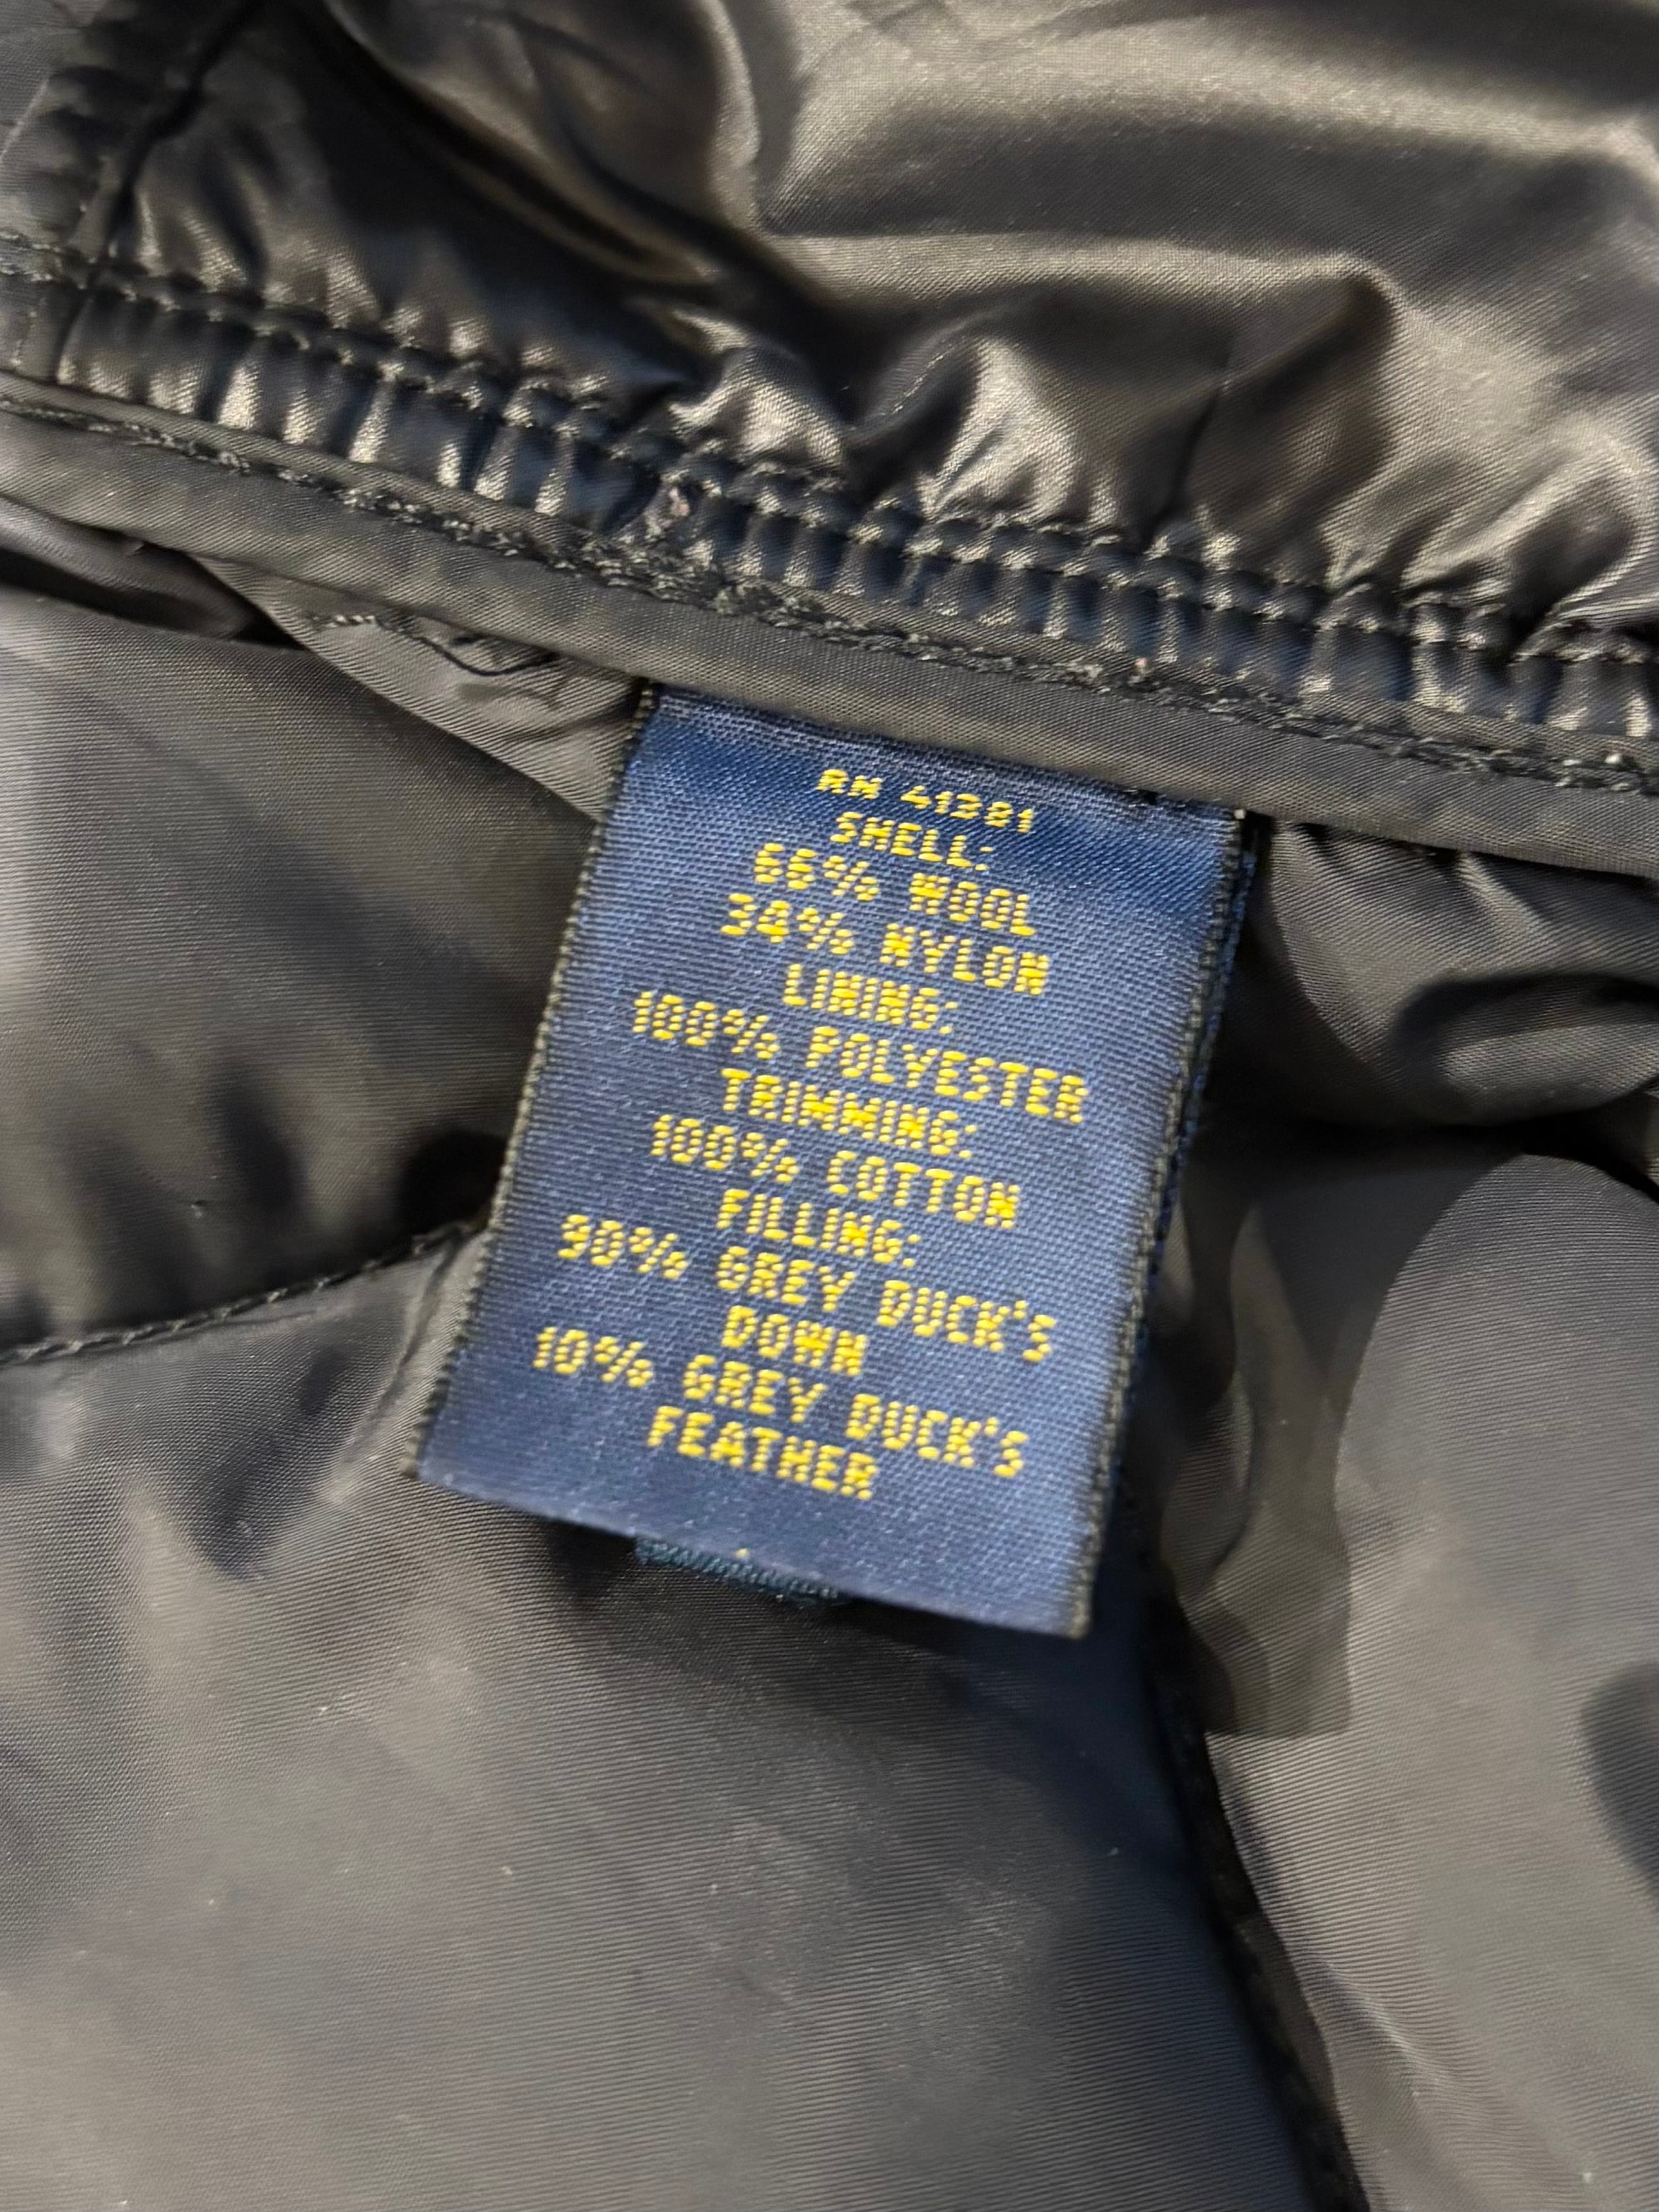 RN 41381
SHELL:
66% WOOL
34% NYLON
LINING:
100% POLYESTER
TRIMMING:
100% COTTON
FILLING:
90% GREY DUCK'S
DOWN
10% GREY DUCK'S
FEATHER